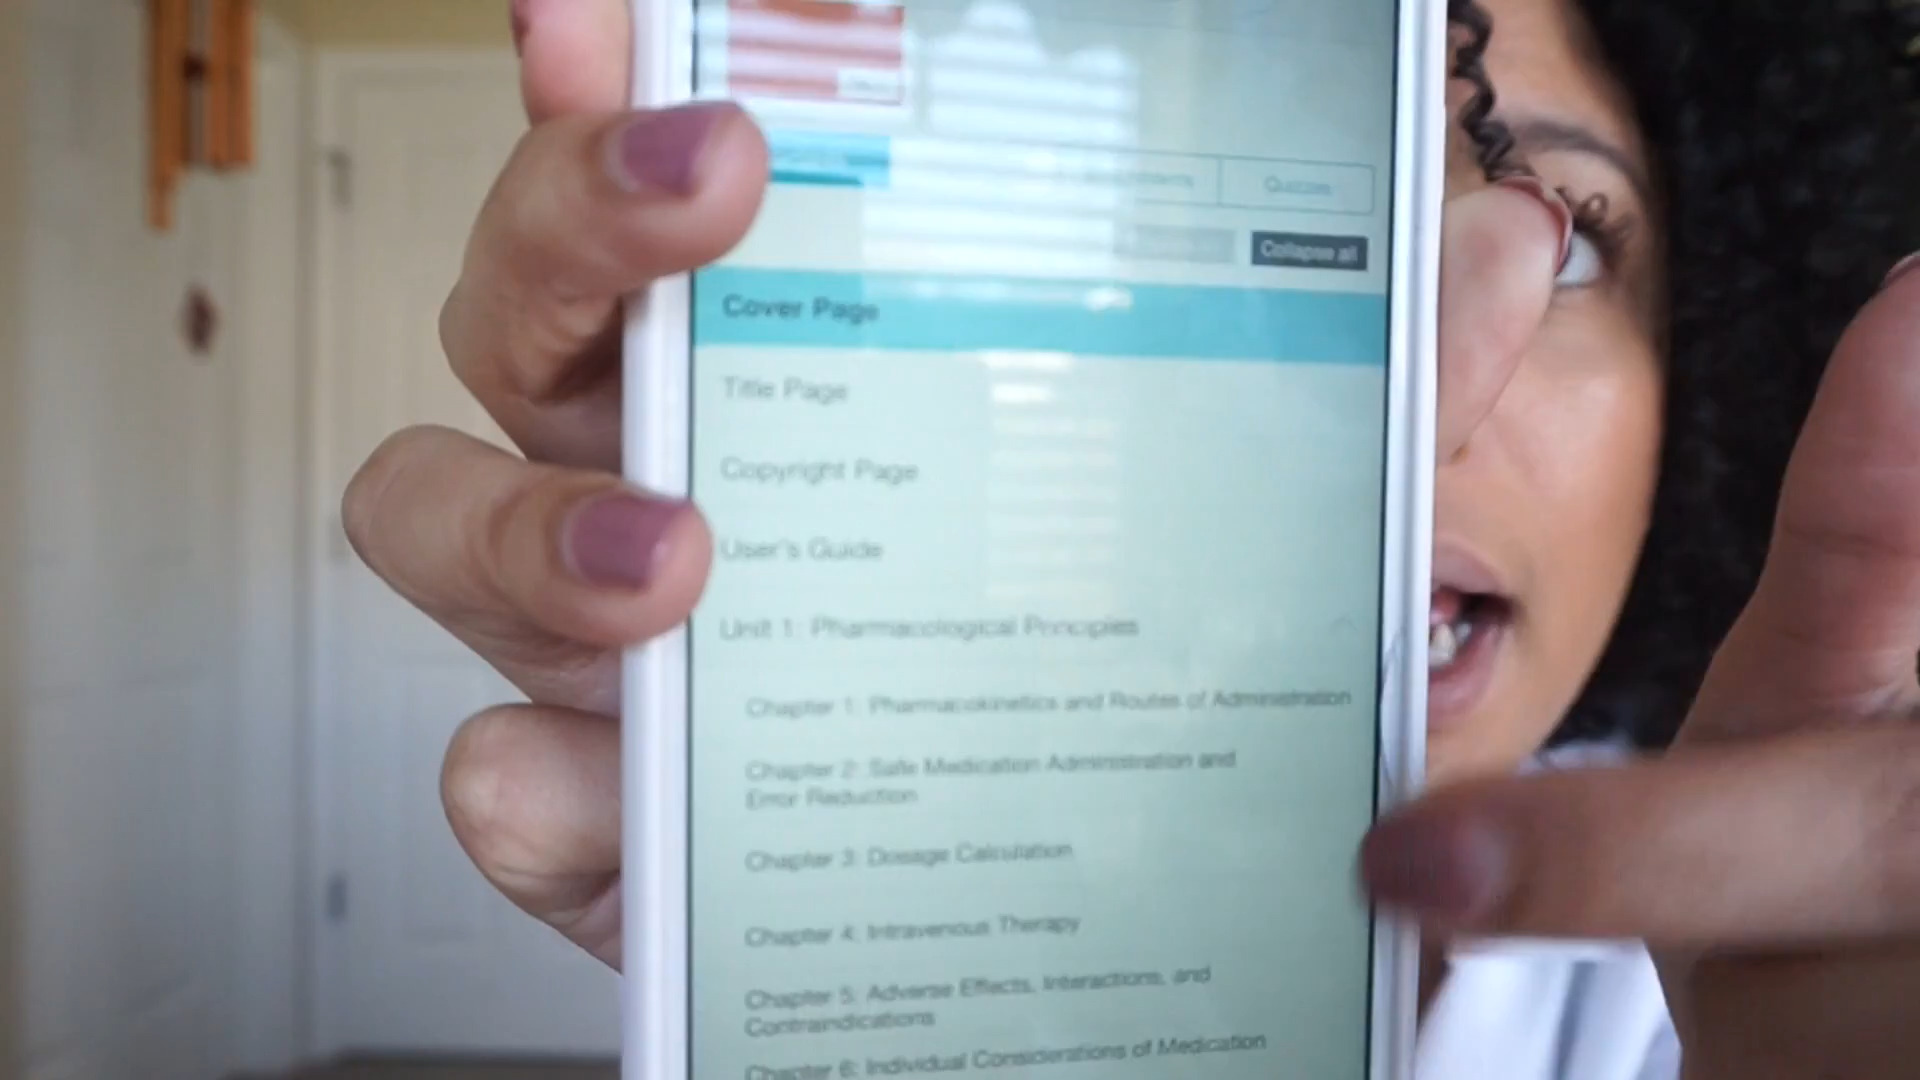 Quizzes
Collapse all
Cover Page
Title Page
Copyright Page
User's Guide
Unit 1: Pharmacological Principles
Chapter 1: Pharmacokinetics and Routes of Administration
Chapter 2: Safe Medication Administration and
Error Reduction
Chapter 3: Dosage Calculation
Chapter 4: Intravenous Therapy
Chapter 5: Adverse Effects, Interactions, and
Contraindications
Chapter 6: Individual Considerations of Medication